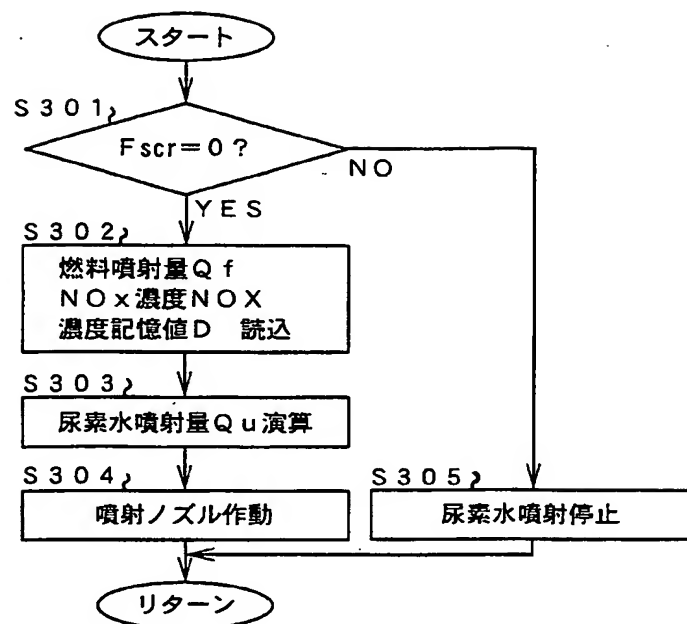 スタート
S301
Fscr=0?
NO
YES
S302
燃料噴射量Qf
NOx濃度NOX
濃度記憶値D 読込
S303
尿素水噴射量Qu演算
S304
噴射ノズル作動
S305
尿素水噴射停止
リターン